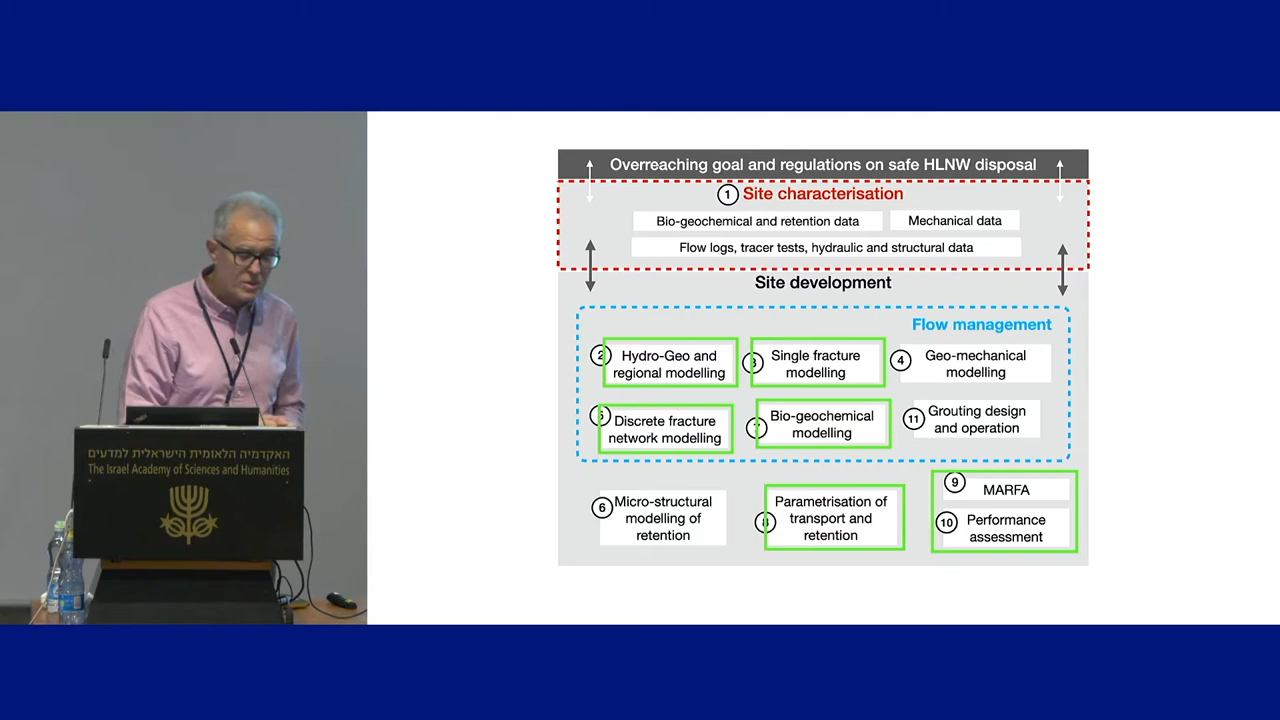 Overreaching goal and regulations on safe HLNW disposal
1 Site characterisation
Bio-geochemical and retention data
Mechanical data
Flow logs, tracer tests, hydraulic and structural data
Site development
Flow management
2 Hydro-Geo and
regional modelling
3 Single fracture
modelling
4 Geo-mechanical
modelling
5 Discrete fracture
network modelling
7 Bio-geochemical
modelling
11 Grouting design
and operation
6 Micro-structural
modelling of
retention
8 Parametrisation of
transport and
retention
9 MARFA
10 Performance
assessment
האקדמיה הלאומית הישראלית למדעים
The Israel Academy of Sciences and Humanities